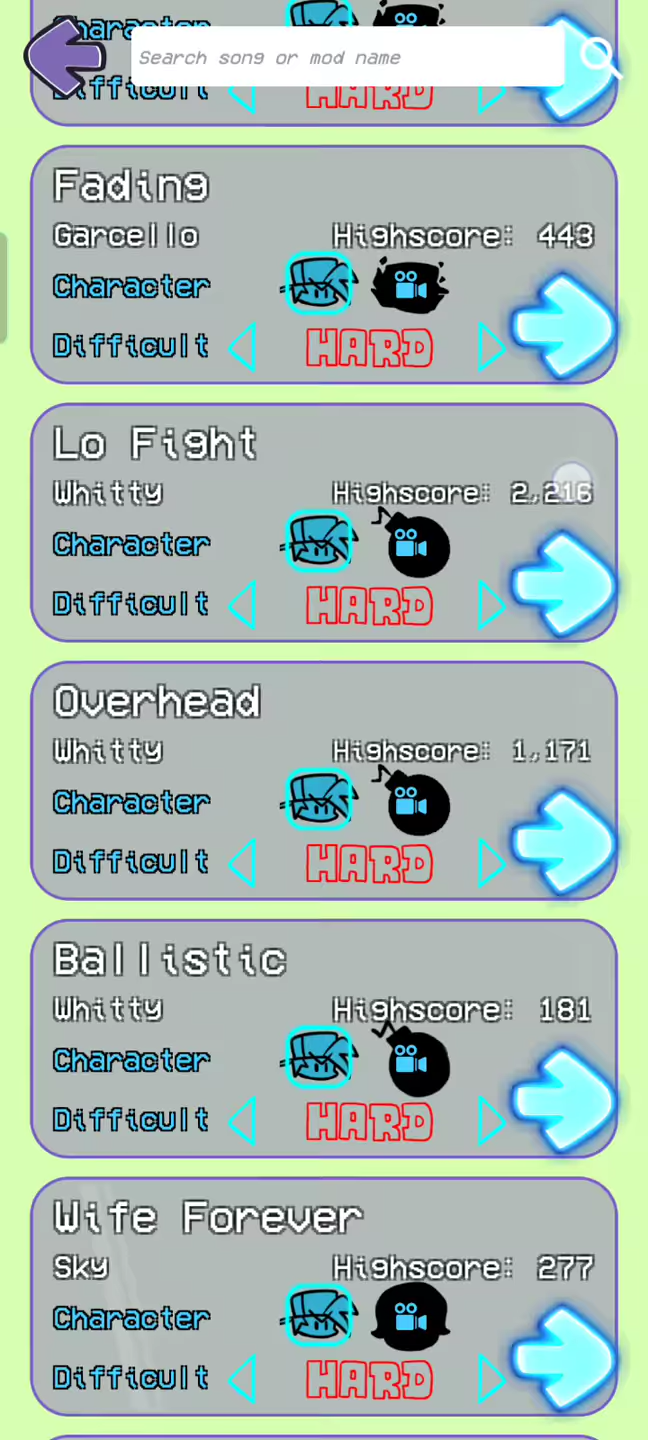 Character
Search song or mod name
Difficult
HARD
Fading
Garcello Highscore: 443
Character
Difficult HARD
Lo Fight
Whitty Highscore: 2,216
Character
Difficult HARD
Overhead
Whitty Highscore: 1,171
Character
Difficult HARD
Ballistic
Whitty Highscore: 181
Character
Difficult HARD
Wife Forever
Sky Highscore: 277
Character
Difficult HARD